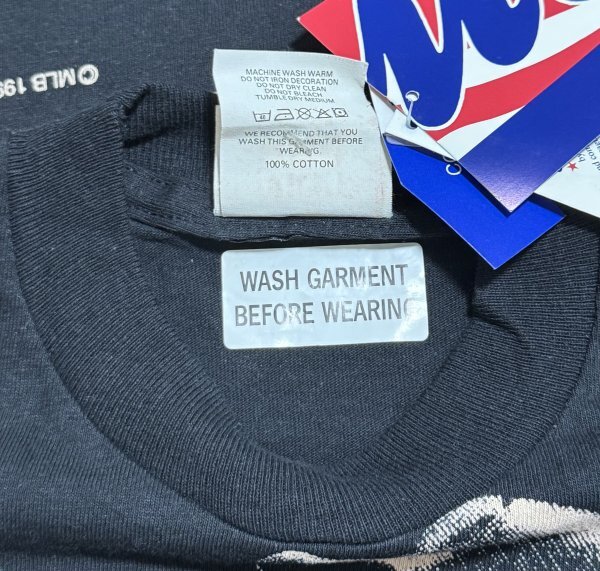 © MLB 199
MACHINE WASH WARM
DO NOT IRON DECORATION
DO NOT DRY CLEAN
DO NOT BLEACH
TUMBLE DRY MEDIUM
WE RECOMMEND THAT YOU
WASH THIS GARMENT BEFORE
WEARING.
100% COTTON
WASH GARMENT
BEFORE WEARING